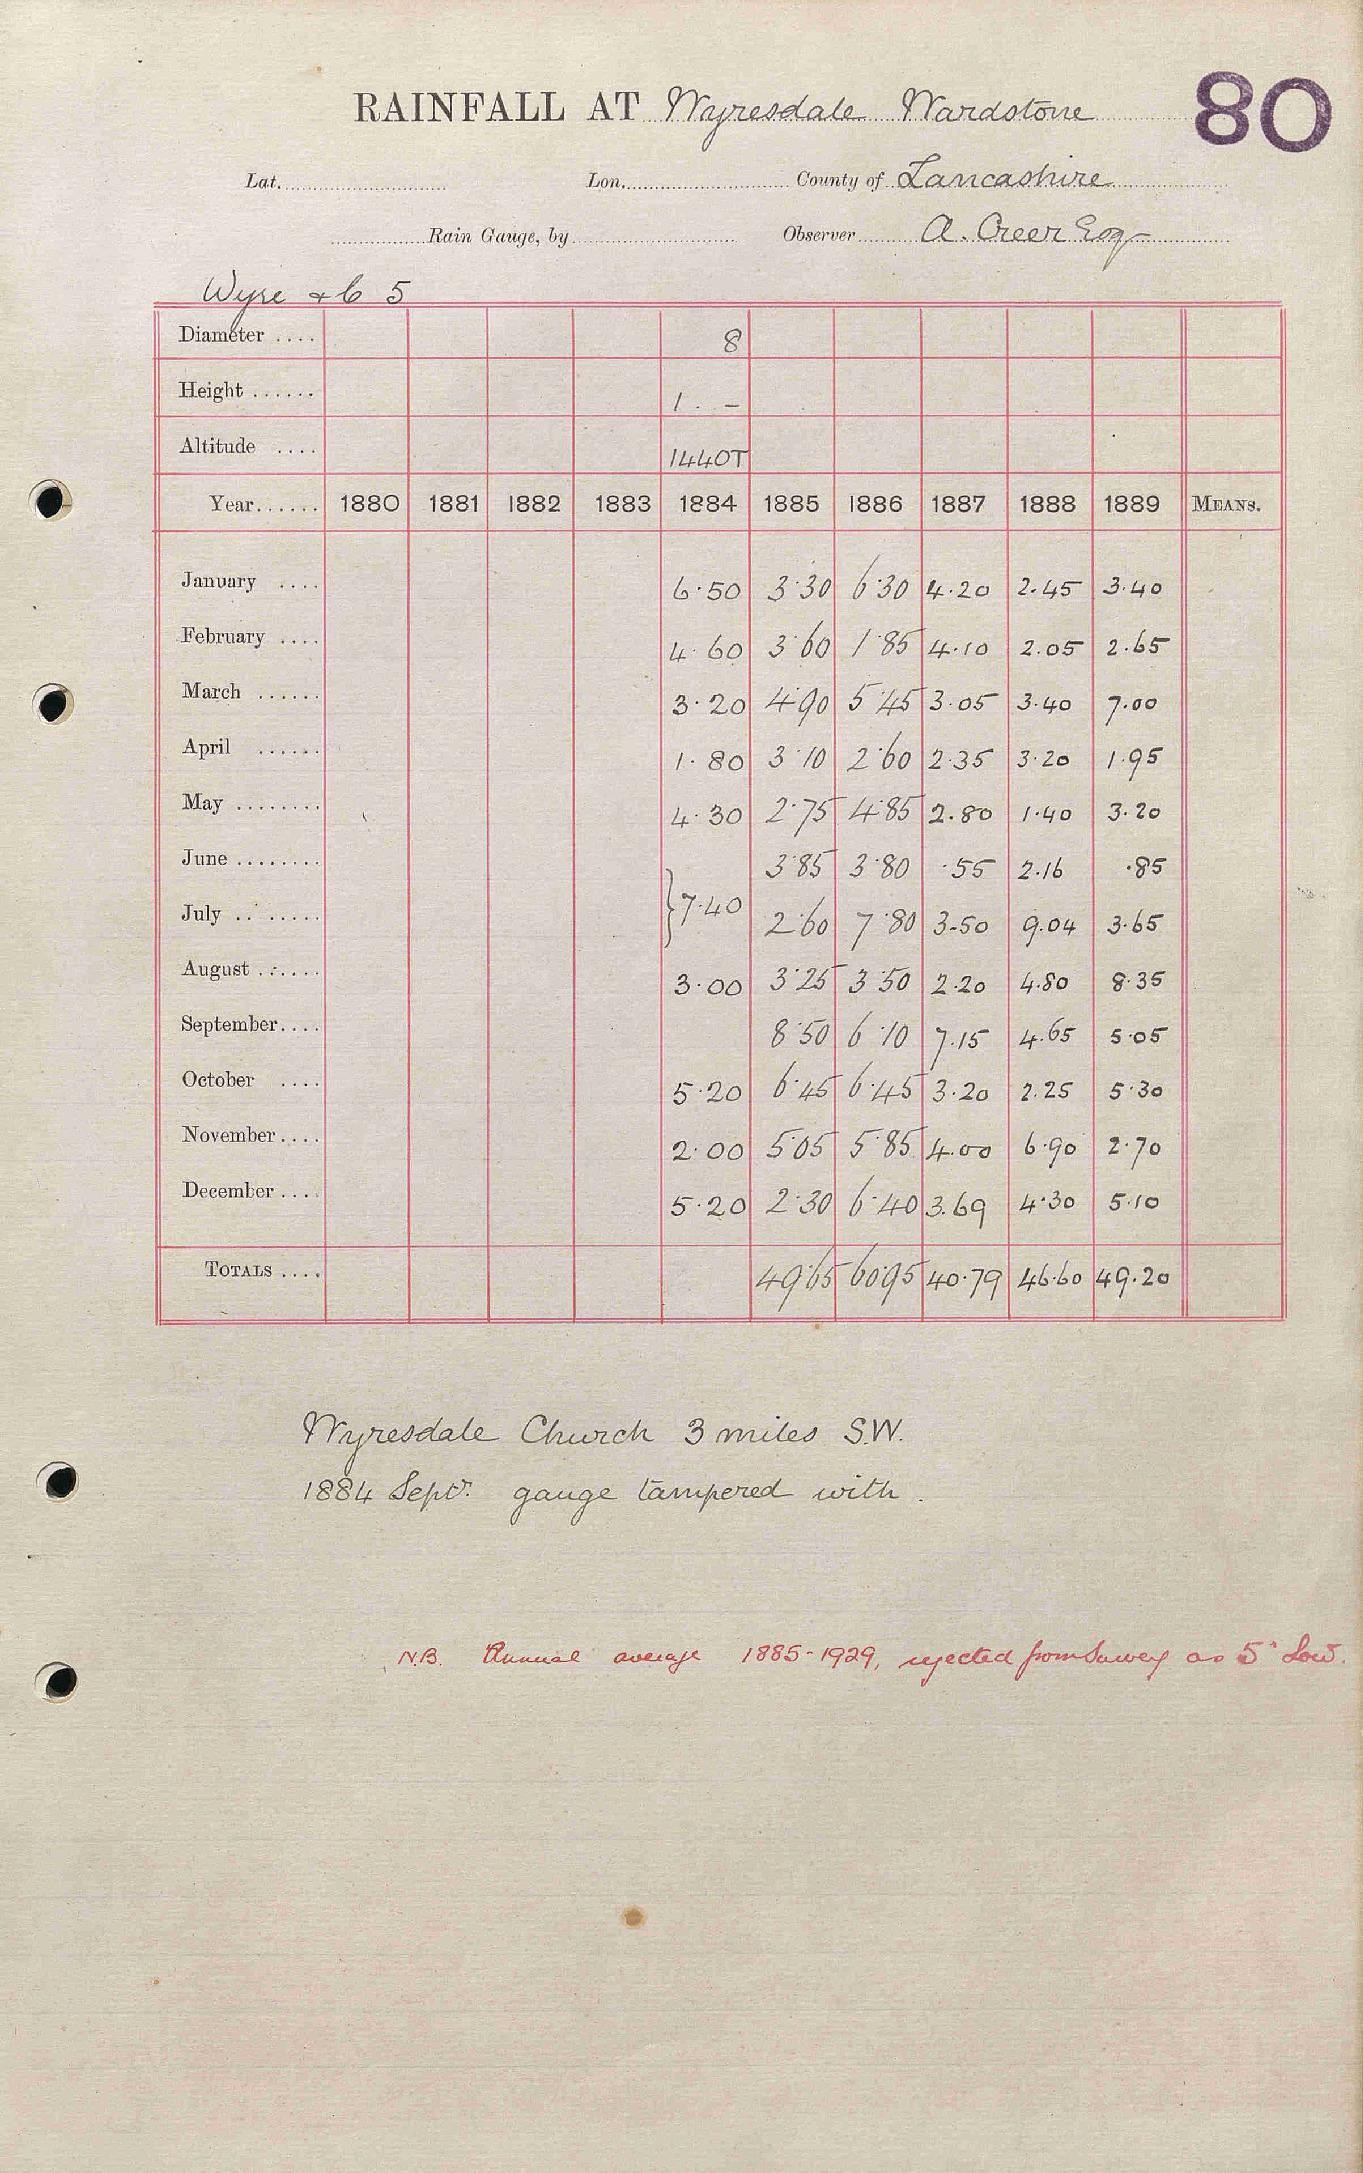 80
RAINFALL AT Wyresdale Wardstone
Lat. Lon. County of Lancashire
Rain Gauge, by Observer A. Creer Esq
Wyre & C 5
Diameter .... 8
Height ...... 1 . -
Altitude .... 1440T
Year...... 1880 1881 1882 1883 1884 1885 1886 1887 1888 1889 MEANS.
January .... 6.50 3.30 6.30 4.20 2.45 3.40
February .... 4.60 3.60 1.85 4.10 2.05 2.65
March ...... 3.20 4.90 5.45 3.05 3.40 7.00
April ...... 1.80 3.10 2.60 2.35 3.20 1.95
May ........ 4.30 2.75 4.85 2.80 1.40 3.20
June ........ 3.85 3.80 .55 2.16 .85
July ........ }7.40 2.60 7.80 3.50 9.04 3.65
August ...... 3.00 3.25 3.50 2.20 4.80 8.35
September.... 8.50 6.10 7.15 4.65 5.05
October .... 5.20 6.45 6.45 3.20 2.25 5.30
November.... 2.00 5.05 5.85 4.00 6.90 2.70
December.... 5.20 2.30 6.40 3.69 4.30 5.10
TOTALS .... 49.65 60.95 40.79 46.60 49.20
Wyresdale Church 3 miles S.W.
1884 Septr. gauge tampered with.
N.B. Annual average 1885-1929, rejected from Survey as 5" low.